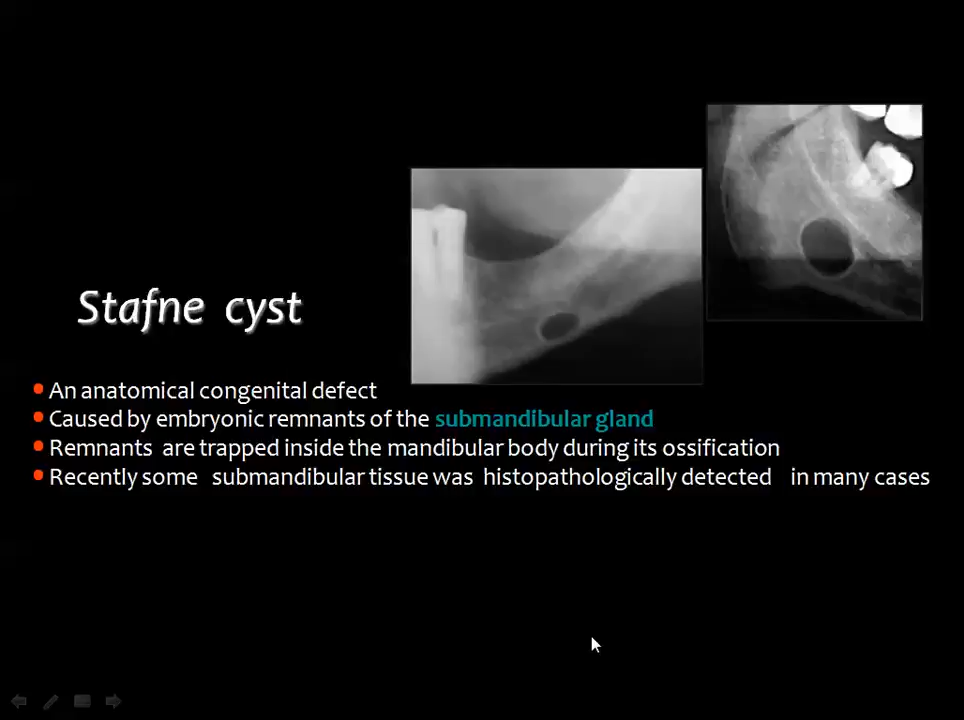 Stafne cyst
An anatomical congenital defect
Caused by embryonic remnants of the submandibular gland
Remnants are trapped inside the mandibular body during its ossification
Recently some submandibular tissue was histopathologically detected in many cases